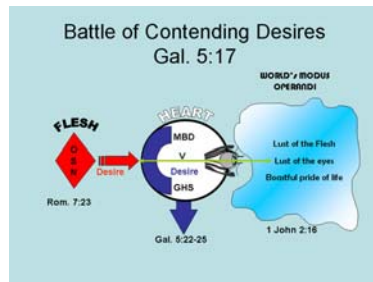 Battle of Contending Desires
Gal. 5:17
WORLD'S MODUS
OPERANDI
FLESH
OSN
Desire
Rom. 7:23
HEART
MBD
V
Desire
GHS
Gal. 5:22-25
Lust of the Flesh
Lust of the eyes
Boastful pride of life
1 John 2:16